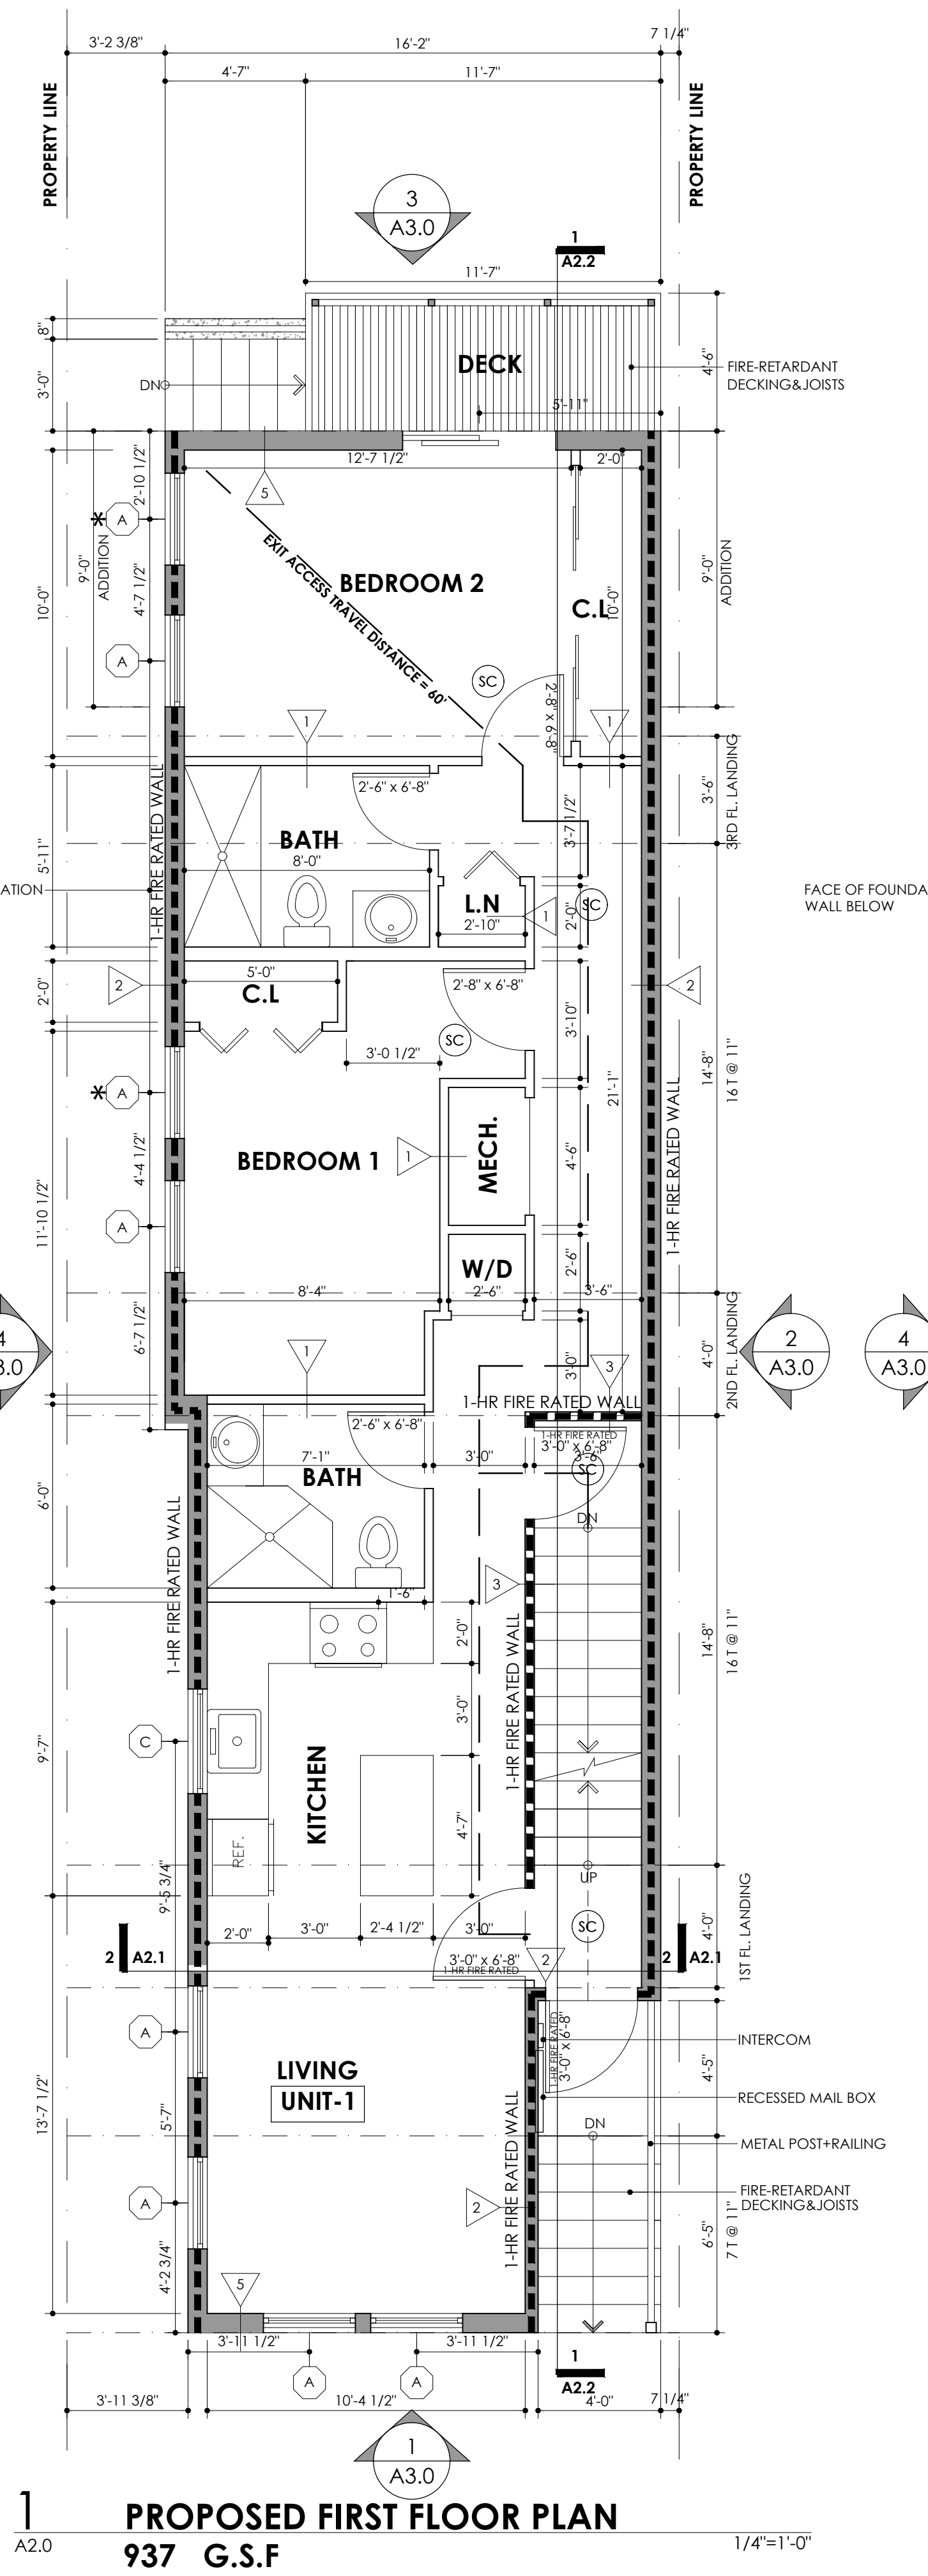 3'-2 3/8"
16'-2"
7 1/4"
4'-7"
11'-7"
PROPERTY LINE
PROPERTY LINE
3
A3.0
1
A2.2
11'-7"
8"
3'-0"
DN
DECK
4'-6"
FIRE-RETARDANT
DECKING&JOISTS
5'-11"
12'-7 1/2"
2'-0"
2'-10 1/2"
5
A
9'-0"
ADDITION
4'-7 1/2"
10'-0"
A
EXIT ACCESS TRAVEL DISTANCE = 60'
BEDROOM 2
C.L
10'-0"
9'-0"
ADDITION
SC
2'-8" x 6'-8"
1
1
3'-6"
3RD FL. LANDING
1-HR FIRE RATED WALL
2'-6" x 6'-8"
BATH
8'-0"
3'-7 1/2"
5'-11"
ATION
L.N
2'-10"
1
2'-0"
SC
FACE OF FOUNDA
WALL BELOW
2'-0"
2
5'-0"
C.L
2'-8" x 6'-8"
SC
3'-0 1/2"
3'-10"
2
A
4'-4 1/2"
A
11'-10 1/2"
BEDROOM 1
1
MECH.
4'-6"
21'-1"
1-HR FIRE RATED WALL
14'-8"
16 T @ 11"
W/D
2'-6"
8'-4"
2'-6"
3'-6"
6'-7 1/2"
1
3'-0"
3
4'-0"
2ND FL. LANDING
4
3.0
2
A3.0
4
A3.0
1-HR FIRE RATED WALL
2'-6" x 6'-8"
1-HR FIRE RATED
3'-0" x 6'-8"
7'-1"
3'-0"
3'-6"
SC
BATH
6'-0"
DN
1-HR FIRE RATED WALL
3
1'-6"
2'-0"
3'-0"
1-HR FIRE RATED WALL
14'-8"
16 T @ 11"
C
9'-7"
KITCHEN
4'-7"
REF.
9'-5 3/4"
UP
2'-0"
3'-0"
2'-4 1/2"
3'-0"
SC
4'-0"
1ST FL. LANDING
2
A2.1
3'-0" x 6'-8"
1-HR FIRE RATED
2
2
A2.1
A
LIVING
UNIT-1
1-HR FIRE RATED
3'-0" x 6'-8"
INTERCOM
4'-5"
RECESSED MAIL BOX
13'-7 1/2"
5'-7"
DN
METAL POST+RAILING
1-HR FIRE RATED WALL
A
2
FIRE-RETARDANT
DECKING&JOISTS
6'-5"
7 T @ 11"
4'-2 3/4"
5
3'-11 1/2"
3'-11 1/2"
A
A
1
A2.2
3'-11 3/8"
10'-4 1/2"
4'-0"
7 1/4"
1
A3.0
1
A2.0
PROPOSED FIRST FLOOR PLAN
1/4"=1'-0"
937 G.S.F